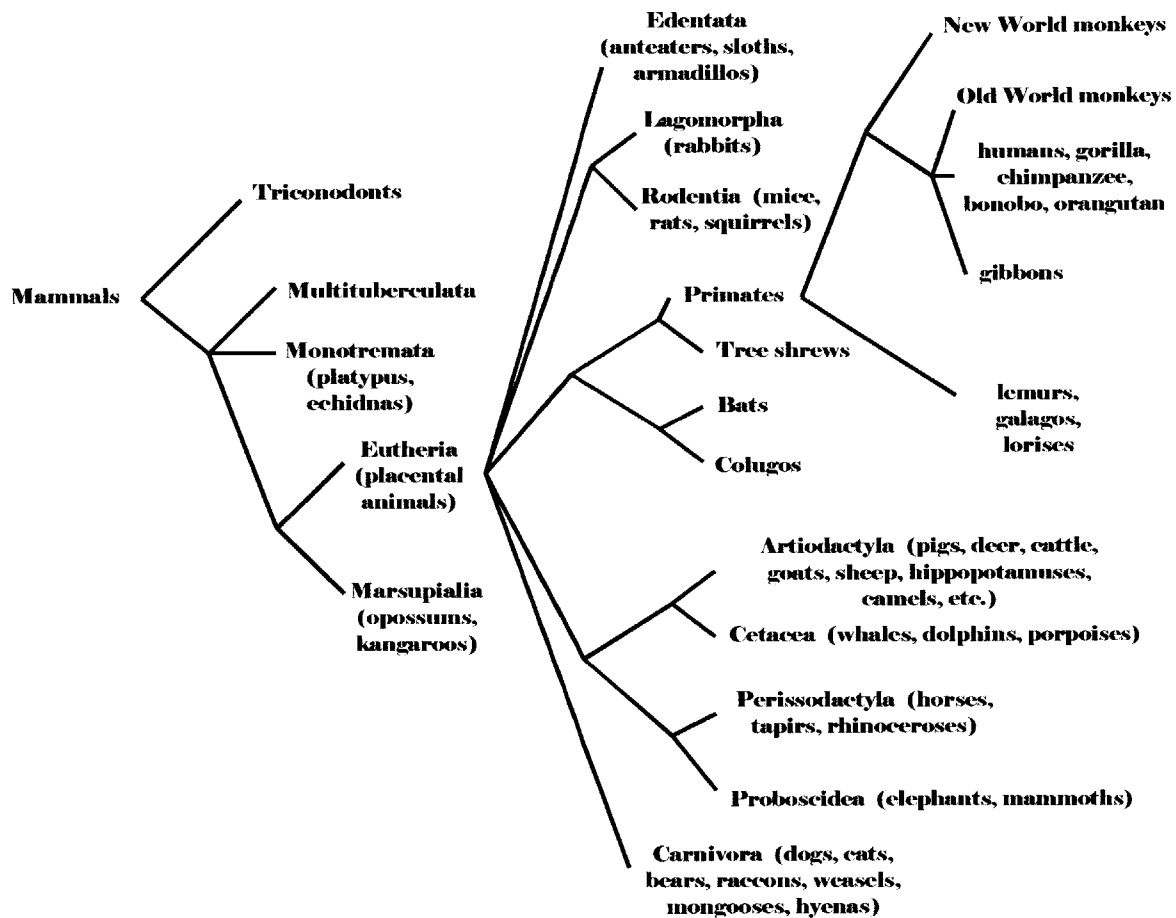 Edentata
(anteaters, sloths,
armadillos)
New World monkeys
Old World monkeys
Lagomorpha
(rabbits)
humans, gorilla,
chimpanzee,
bonobo, orangutan
Triconodonts
Rodentia (mice,
rats, squirrels)
gibbons
Mammals
Multituberculata
Primates
Monotremata
(platypus,
echidnas)
Tree shrews
Bats
lemurs,
galagos,
lorises
Eutheria
(placental
animals)
Colugos
Artiodactyla (pigs, deer, cattle,
goats, sheep, hippopotamuses,
camels, etc.)
Marsupialia
(opossums,
kangaroos)
Cetacea (whales, dolphins, porpoises)
Perissodactyla (horses,
tapirs, rhinoceroses)
Proboscidea (elephants, mammoths)
Carnivora (dogs, cats,
bears, raccons, weasels,
mongooses, hyenas)